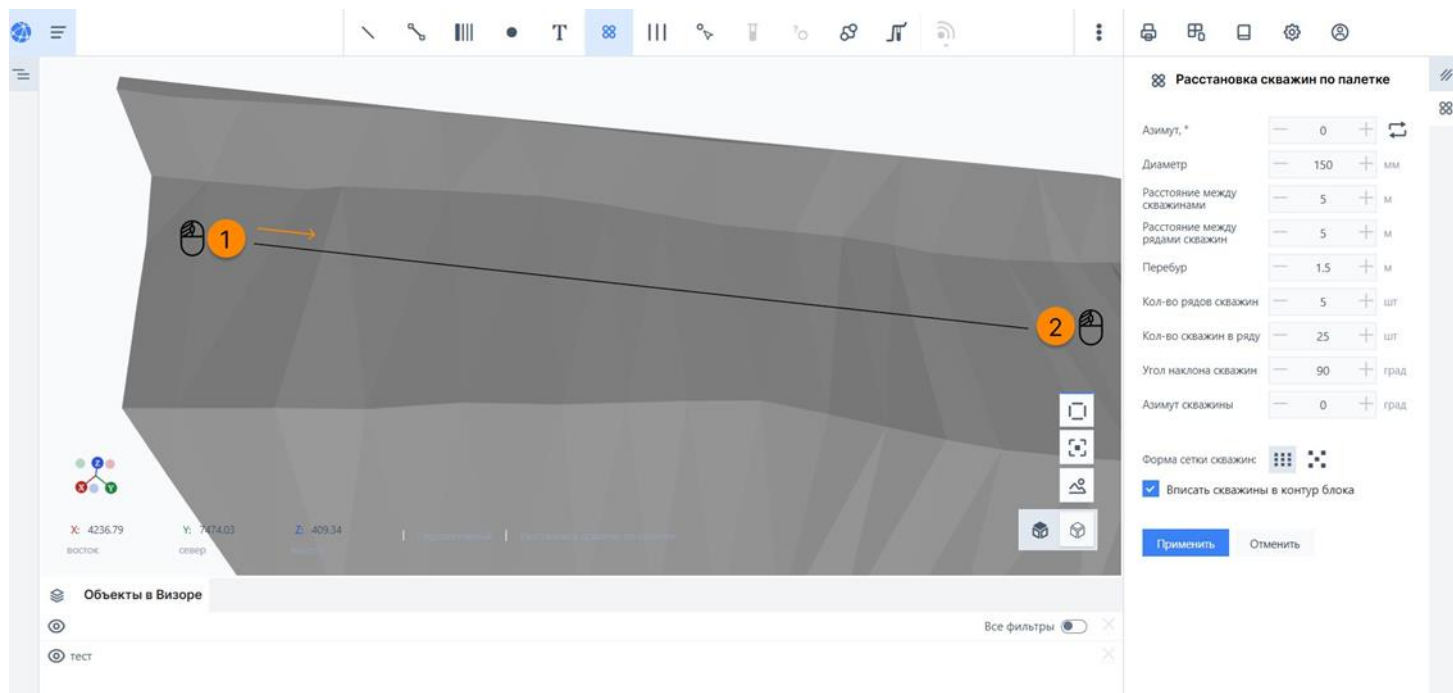 T
Расстановка скважин по палетке
Азимут, °
0
Диаметр
150
мм
Расстояние между
скважинами
5
м
Расстояние между
рядами скважин
5
м
Перебур
1.5
м
Кол-во рядов скважин
5
шт
Кол-во скважин в ряду
25
шт
Угол наклона скважин
90
град
Азимут скважины
0
град
Форма сетки скважин:
Вписать скважины в контур блока
Применить
Отменить
1
2
Z
X
Y
X: 4236.79
Y: 7474.03
Z: 409.34
восток
север
Объекты в Визоре
Все фильтры
тест